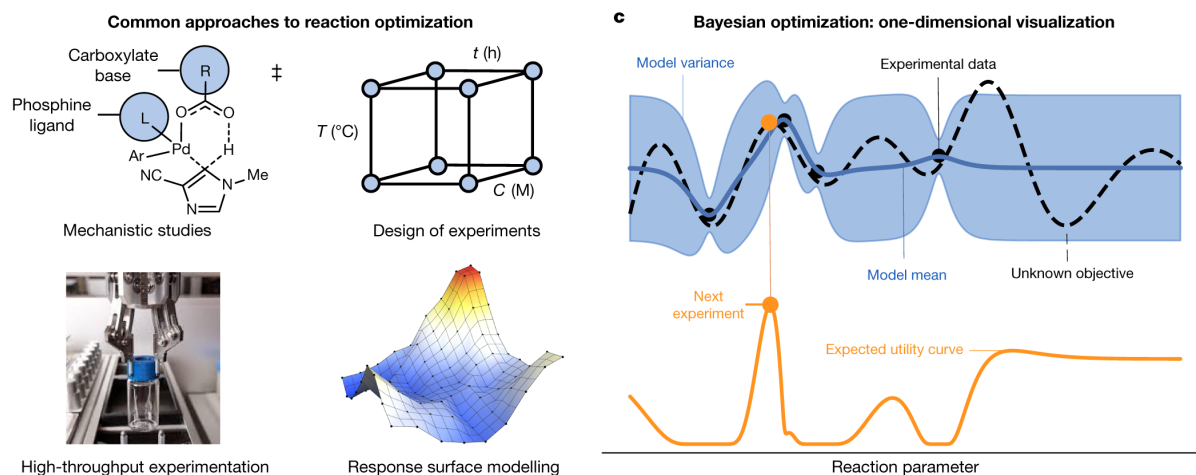 Common approaches to reaction optimization
Carboxylate
base
R
‡
Phosphine
ligand
L
O
O
Pd
H
Ar
NC
N
Me
N
Mechanistic studies
t (h)
T (°C)
C (M)
Design of experiments
High-throughput experimentation
Response surface modelling
c
Bayesian optimization: one-dimensional visualization
Model variance
Experimental data
Model mean
Unknown objective
Next
experiment
Expected utility curve
Reaction parameter